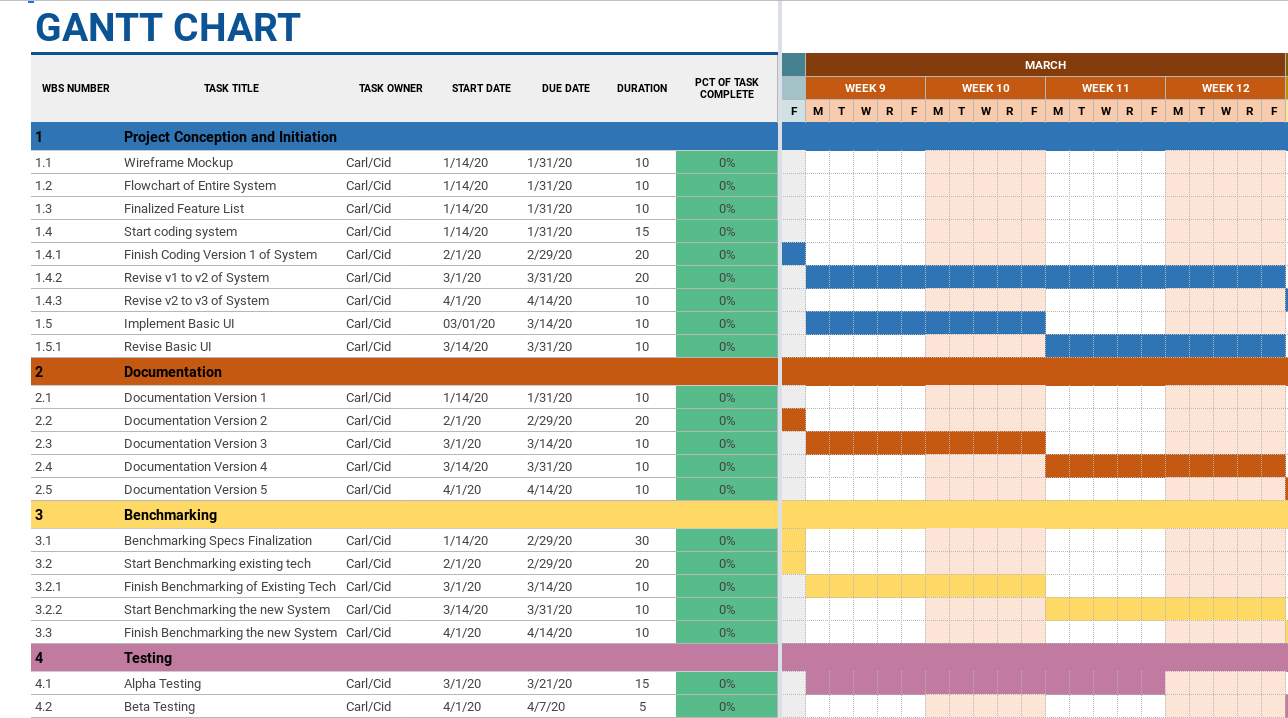 GANTT CHART
MARCH
WBS NUMBER TASK TITLE TASK OWNER START DATE DUE DATE DURATION PCT OF TASK COMPLETE
WEEK 9 WEEK 10 WEEK 11 WEEK 12
F M T W R F M T W R F M T W R F M T W R F
1 Project Conception and Initiation
1.1 Wireframe Mockup Carl/Cid 1/14/20 1/31/20 10 0%
1.2 Flowchart of Entire System Carl/Cid 1/14/20 1/31/20 10 0%
1.3 Finalized Feature List Carl/Cid 1/14/20 1/31/20 10 0%
1.4 Start coding system Carl/Cid 1/14/20 1/31/20 15 0%
1.4.1 Finish Coding Version 1 of System Carl/Cid 2/1/20 2/29/20 20 0%
1.4.2 Revise v1 to v2 of System Carl/Cid 3/1/20 3/31/20 20 0%
1.4.3 Revise v2 to v3 of System Carl/Cid 4/1/20 4/14/20 10 0%
1.5 Implement Basic UI Carl/Cid 03/01/20 3/14/20 10 0%
1.5.1 Revise Basic UI Carl/Cid 3/14/20 3/31/20 10 0%
2 Documentation
2.1 Documentation Version 1 Carl/Cid 1/14/20 1/31/20 10 0%
2.2 Documentation Version 2 Carl/Cid 2/1/20 2/29/20 20 0%
2.3 Documentation Version 3 Carl/Cid 3/1/20 3/14/20 10 0%
2.4 Documentation Version 4 Carl/Cid 3/14/20 3/31/20 10 0%
2.5 Documentation Version 5 Carl/Cid 4/1/20 4/14/20 10 0%
3 Benchmarking
3.1 Benchmarking Specs Finalization Carl/Cid 1/14/20 2/29/20 30 0%
3.2 Start Benchmarking existing tech Carl/Cid 2/1/20 2/29/20 20 0%
3.2.1 Finish Benchmarking of Existing Tech Carl/Cid 3/1/20 3/14/20 10 0%
3.2.2 Start Benchmarking the new System Carl/Cid 3/14/20 3/31/20 10 0%
3.3 Finish Benchmarking the new System Carl/Cid 4/1/20 4/14/20 10 0%
4 Testing
4.1 Alpha Testing Carl/Cid 3/1/20 3/21/20 15 0%
4.2 Beta Testing Carl/Cid 4/1/20 4/7/20 5 0%